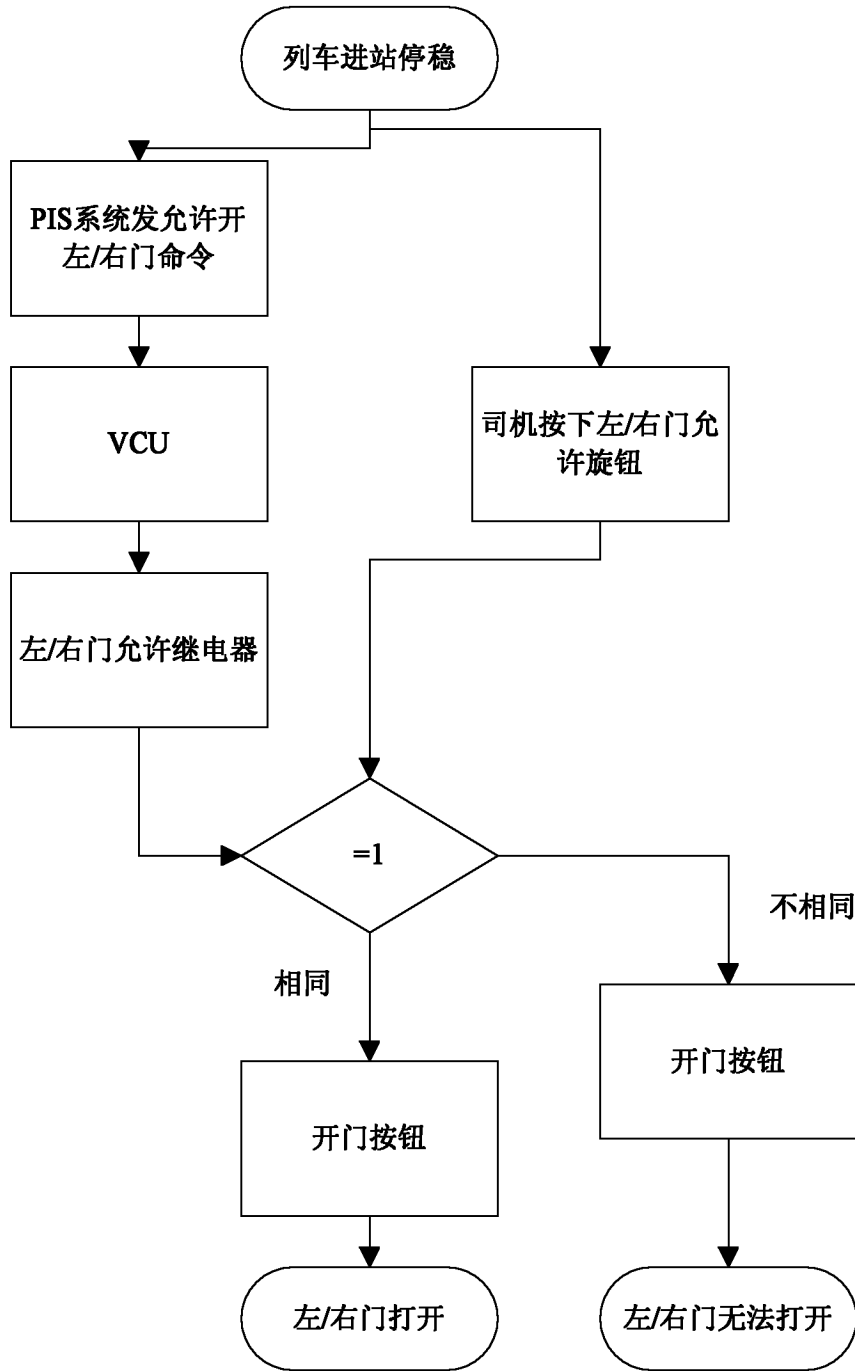 列车进站停稳
PIS系统发允许开
左/右门命令
VCU
司机按下左/右门允
许旋钮
左/右门允许继电器
=1
不相同
相同
开门按钮
开门按钮
左/右门打开
左/右门无法打开